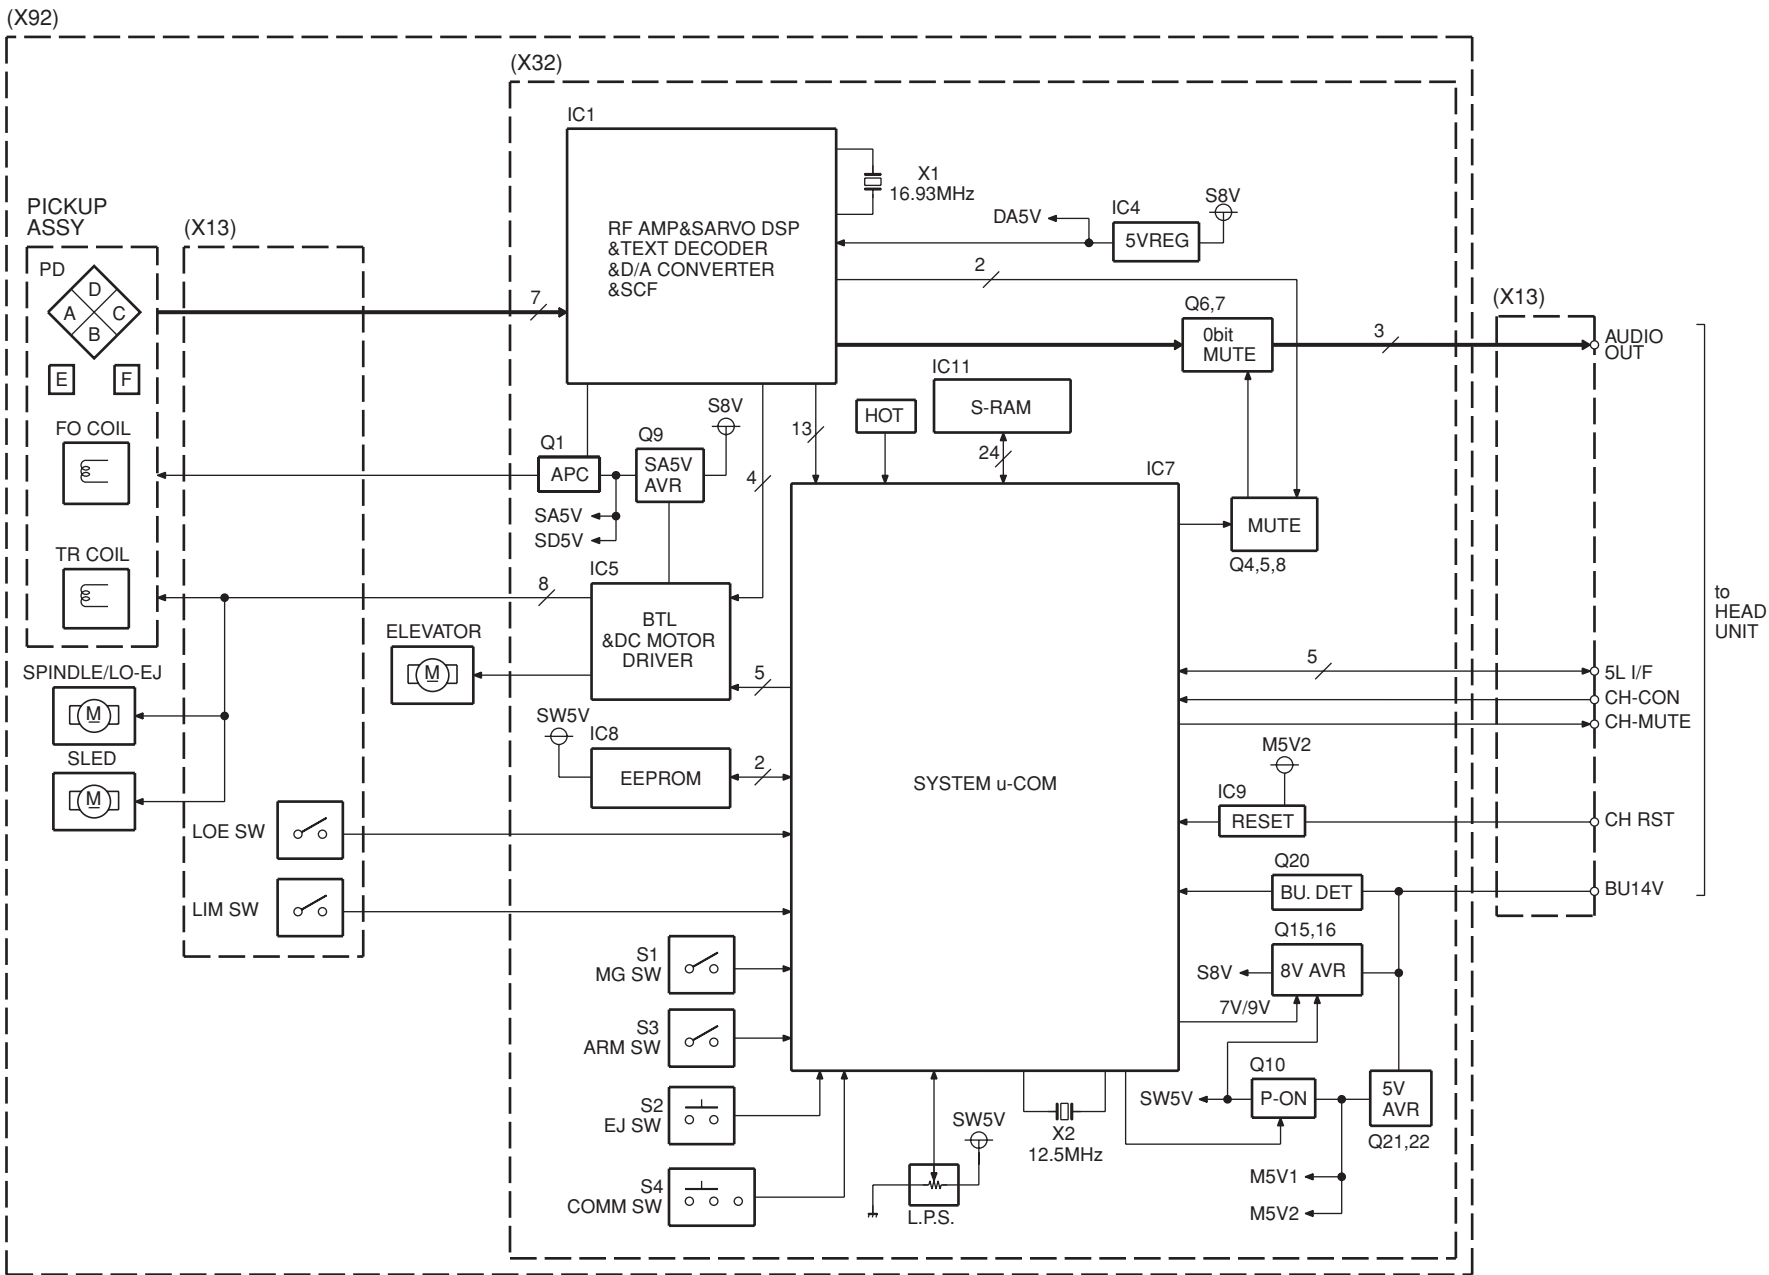 (X92)
(X32)
IC1
RF AMP&SARVO DSP
&TEXT DECODER
&D/A CONVERTER
&SCF
X1
16.93MHz
DA5V
IC4
5VREG
S8V
2
PICKUP
ASSY
(X13)
PD
D
A
C
B
E
F
7
Q6,7
0bit
MUTE
3
(X13)
AUDIO
OUT
FO COIL
TR COIL
Q1
APC
Q9
SA5V
AVR
S8V
SA5V
SD5V
4
13
HOT
IC11
S-RAM
24
IC7
MUTE
Q4,5,8
8
IC5
BTL
&DC MOTOR
DRIVER
ELEVATOR
M
5
SPINDLE/LO-EJ
M
SLED
M
SW5V
IC8
EEPROM
2
SYSTEM u-COM
to
HEAD
UNIT
5
5L I/F
CH-CON
CH-MUTE
M5V2
IC9
RESET
CH RST
Q20
BU. DET
BU14V
LOE SW
LIM SW
S1
MG SW
S3
ARM SW
S2
EJ SW
S4
COMM SW
Q15,16
8V AVR
S8V
7V/9V
Q10
P-ON
SW5V
5V
AVR
Q21,22
M5V1
M5V2
X2
12.5MHz
SW5V
L.P.S.